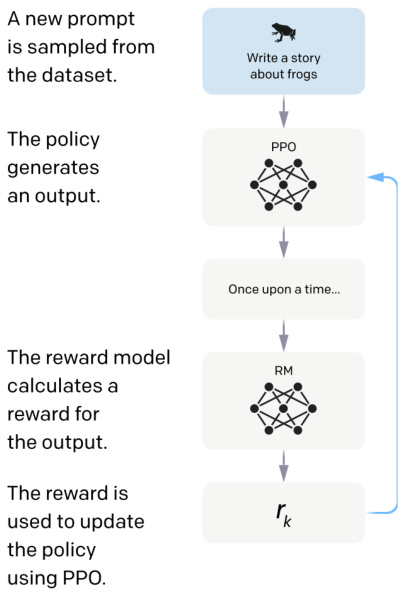 A new prompt
is sampled from
the dataset.
Write a story
about frogs
The policy
generates
an output.
PPO
Once upon a time...
The reward model
calculates a
reward for
the output.
RM
The reward is
used to update
the policy
using PPO.
rₖ